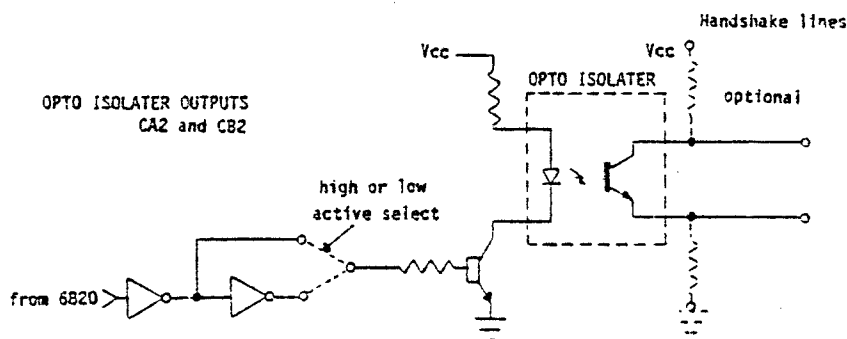 Handshake lines
Vcc
Vcc
OPTO ISOLATER
optional
OPTO ISOLATER OUTPUTS
CA2 and CB2
high or low
active select
from 6820